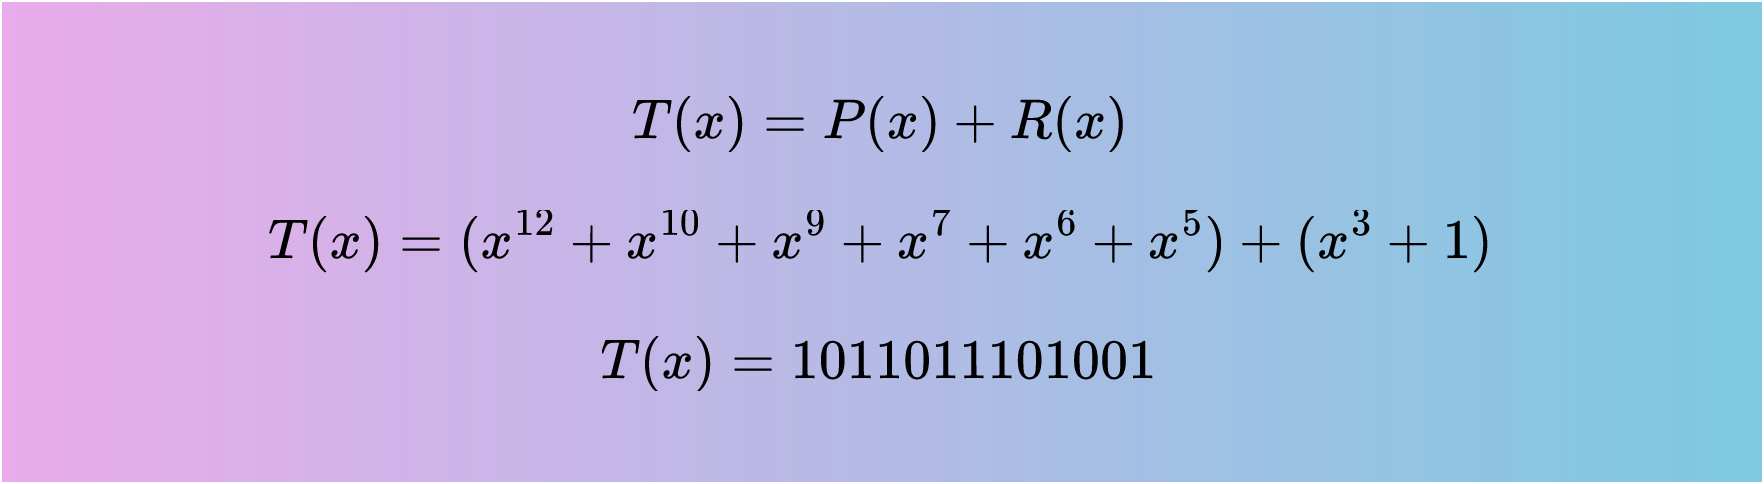 T(x) = P(x) + R(x)
T(x) = (x^{12} + x^{10} + x^9 + x^7 + x^6 + x^5) + (x^3 + 1)
T(x) = 1011011101001